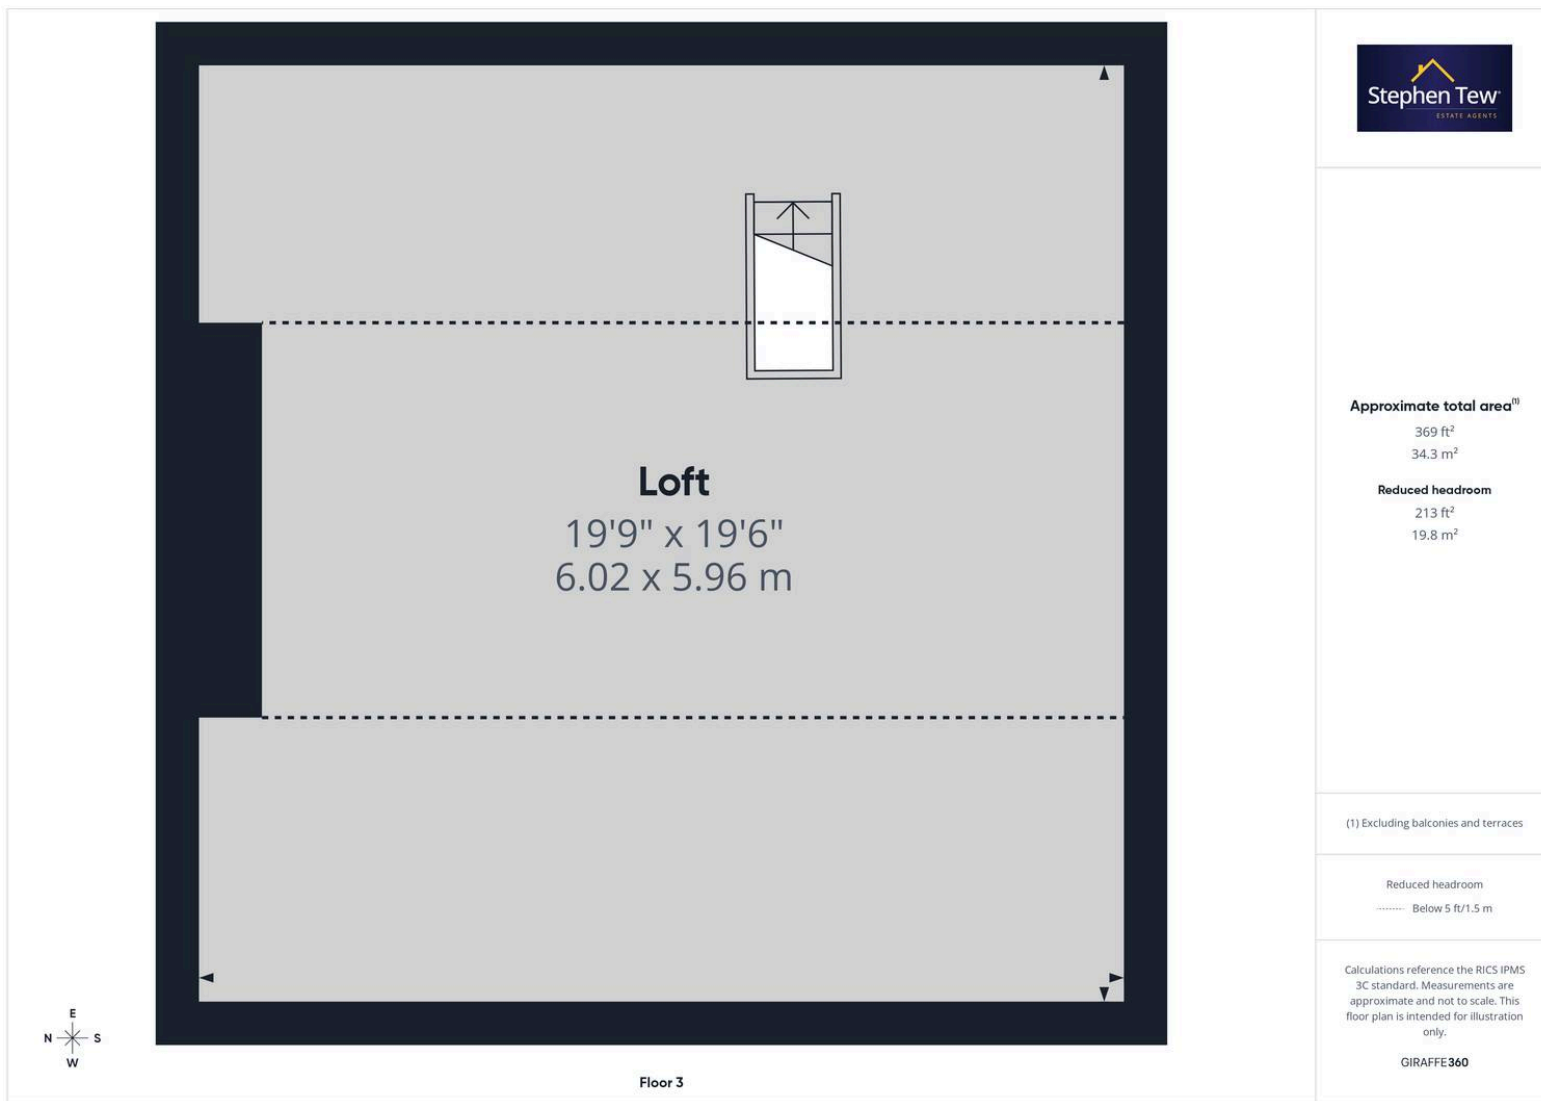 Stephen Tew
ESTATE AGENTS
Approximate total area(1)
369 ft²
34.3 m²
Reduced headroom
213 ft²
19.8 m²
Loft
19'9" x 19'6"
6.02 x 5.96 m
(1) Excluding balconies and terraces
Reduced headroom
Below 5 ft/1.5 m
Calculations reference the RICS IPMS
3C standard. Measurements are
approximate and not to scale. This
floor plan is intended for illustration
only.
GIRAFFE360
E
N S
W
Floor 3